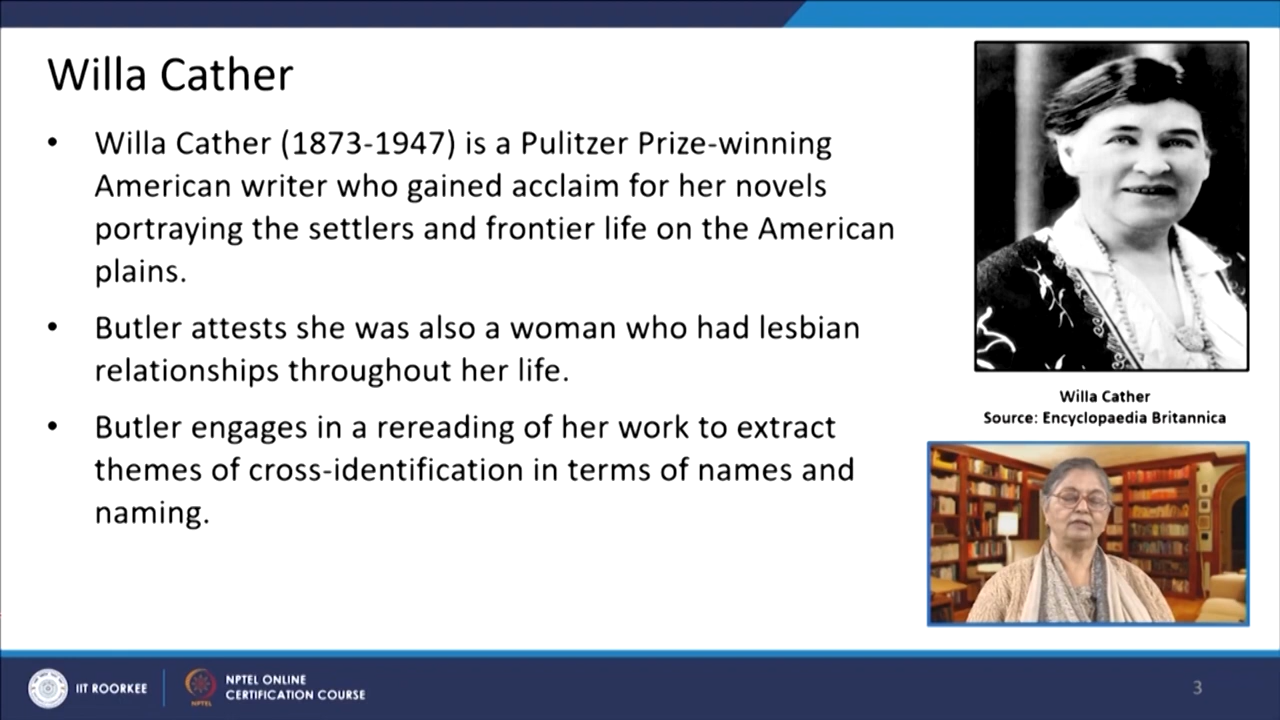 Willa Cather
• Willa Cather (1873-1947) is a Pulitzer Prize-winning
American writer who gained acclaim for her novels
portraying the settlers and frontier life on the American
plains.
• Butler attests she was also a woman who had lesbian
relationships throughout her life.
• Butler engages in a rereading of her work to extract
themes of cross-identification in terms of names and
naming.
Willa Cather
Source: Encyclopaedia Britannica
IIT ROORKEE
NPTEL
NPTEL ONLINE
CERTIFICATION COURSE
3